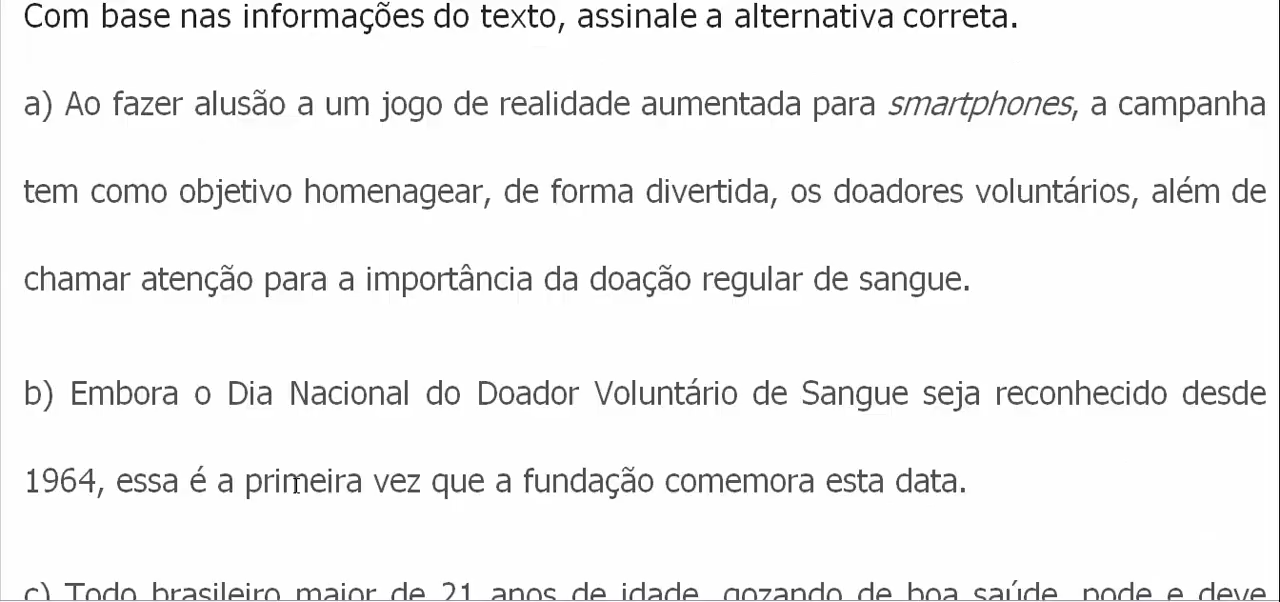 Com base nas informações do texto, assinale a alternativa correta.
a) Ao fazer alusão a um jogo de realidade aumentada para smartphones, a campanha
tem como objetivo homenagear, de forma divertida, os doadores voluntários, além de
chamar atenção para a importância da doação regular de sangue.
b) Embora o Dia Nacional do Doador Voluntário de Sangue seja reconhecido desde
1964, essa é a primeira vez que a fundação comemora esta data.
c) Todo brasileiro maior de 21 anos de idade, gozando de boa saúde, pode e deve